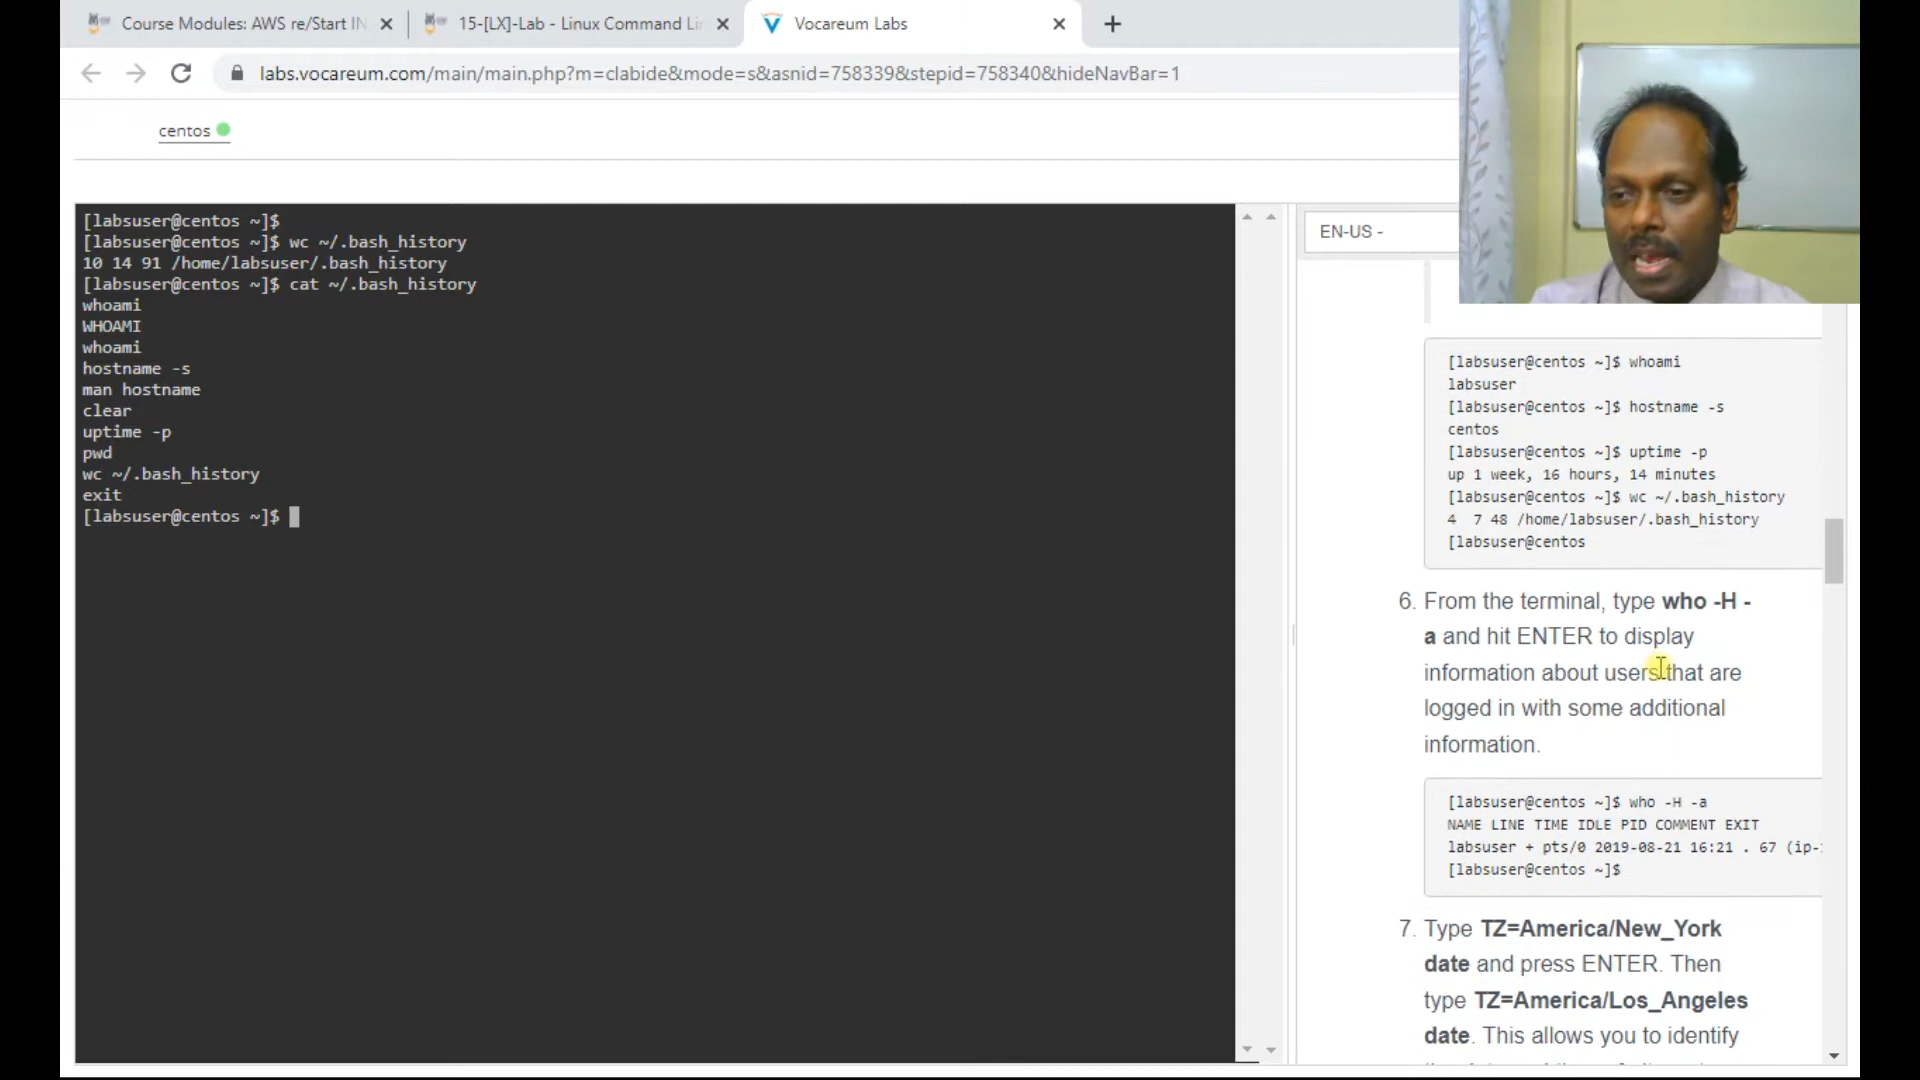 Course Modules: AWS re/Start IN
15-[LX]-Lab - Linux Command Li
Vocareum Labs
labs.vocareum.com/main/main.php?m=clabide&mode=s&asnid=758339&stepid=758340&hideNavBar=1
centos
[labsuser@centos ~]$
[labsuser@centos ~]$ wc ~/.bash_history
10 14 91 /home/labsuser/.bash_history
[labsuser@centos ~]$ cat ~/.bash_history
whoami
WHOAMI
whoami
hostname -s
man hostname
clear
uptime -p
pwd
wc ~/.bash_history
exit
[labsuser@centos ~]$
EN-US -
[labsuser@centos ~]$ whoami
labsuser
[labsuser@centos ~]$ hostname -s
centos
[labsuser@centos ~]$ uptime -p
up 1 week, 16 hours, 14 minutes
[labsuser@centos ~]$ wc ~/.bash_history
4 7 48 /home/labsuser/.bash_history
[labsuser@centos
6. From the terminal, type who -H -
a and hit ENTER to display
information about users that are
logged in with some additional
information.
[labsuser@centos ~]$ who -H -a
NAME LINE TIME IDLE PID COMMENT EXIT
labsuser + pts/0 2019-08-21 16:21 . 67 (ip-
[labsuser@centos ~]$
7. Type TZ=America/New_York
date and press ENTER. Then
type TZ=America/Los_Angeles
date. This allows you to identify